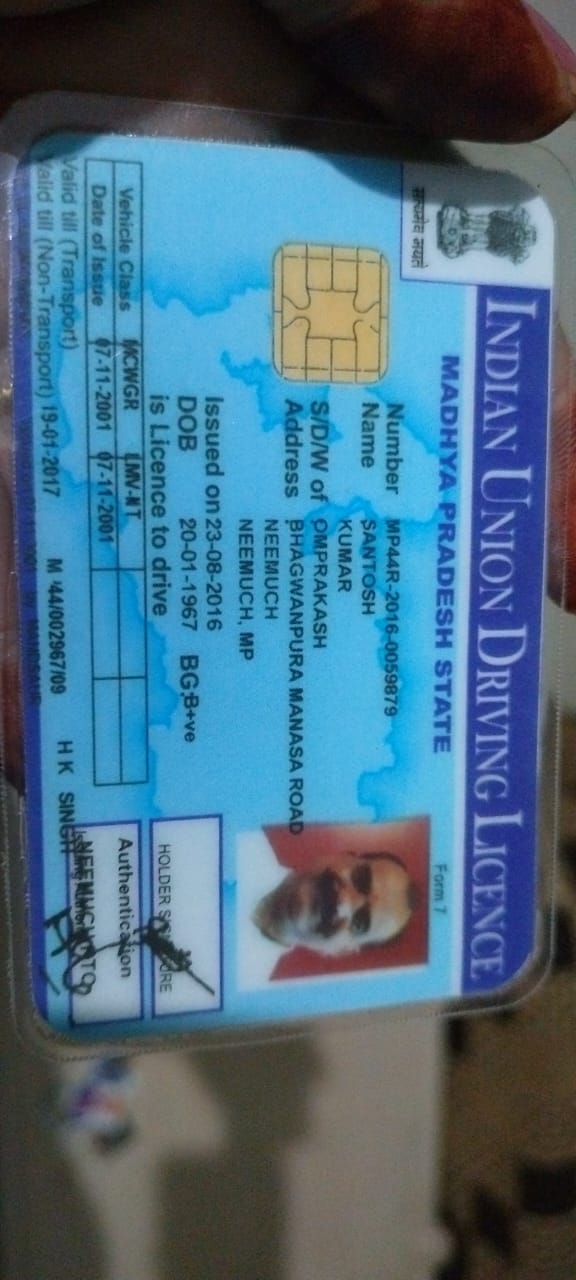 INDIAN UNION DRIVING LICENCE
MADHYA PRADESH STATE
सत्यमेव जयते
Form 7
Number MP44R-2016-0059879
Name SANTOSH
KUMAR
S/D/W of OMPRAKASH
Address BHAGWANPURA MANASA ROAD
NEEMUCH
NEEMUCH, MP
Issued on 23-08-2016
DOB 20-01-1967 BG:B+ve
is Licence to drive
HOLDER SIGNATURE
Vehicle Class MCWGR LMV-NT
Date of Issue 07-11-2001 07-11-2001
Authentication
Valid till (Transport)
NEEMUCH
Valid till (Non-Transport) 19-01-2017 M 44/002967/09 H K SINGH